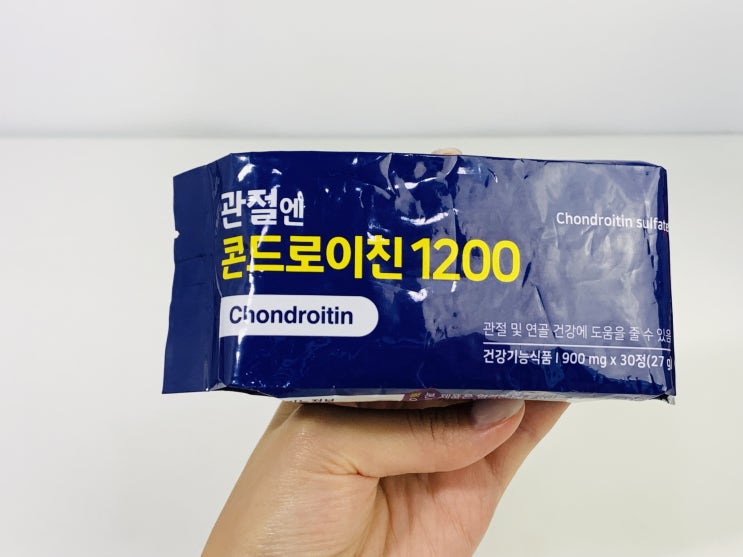 관절엔
콘드로이친 1200
Chondroitin
Chondroitin sulfate
관절 및 연골 건강에 도움을 줄 수 있음
건강기능식품 | 900 mg x 30정(27 g)